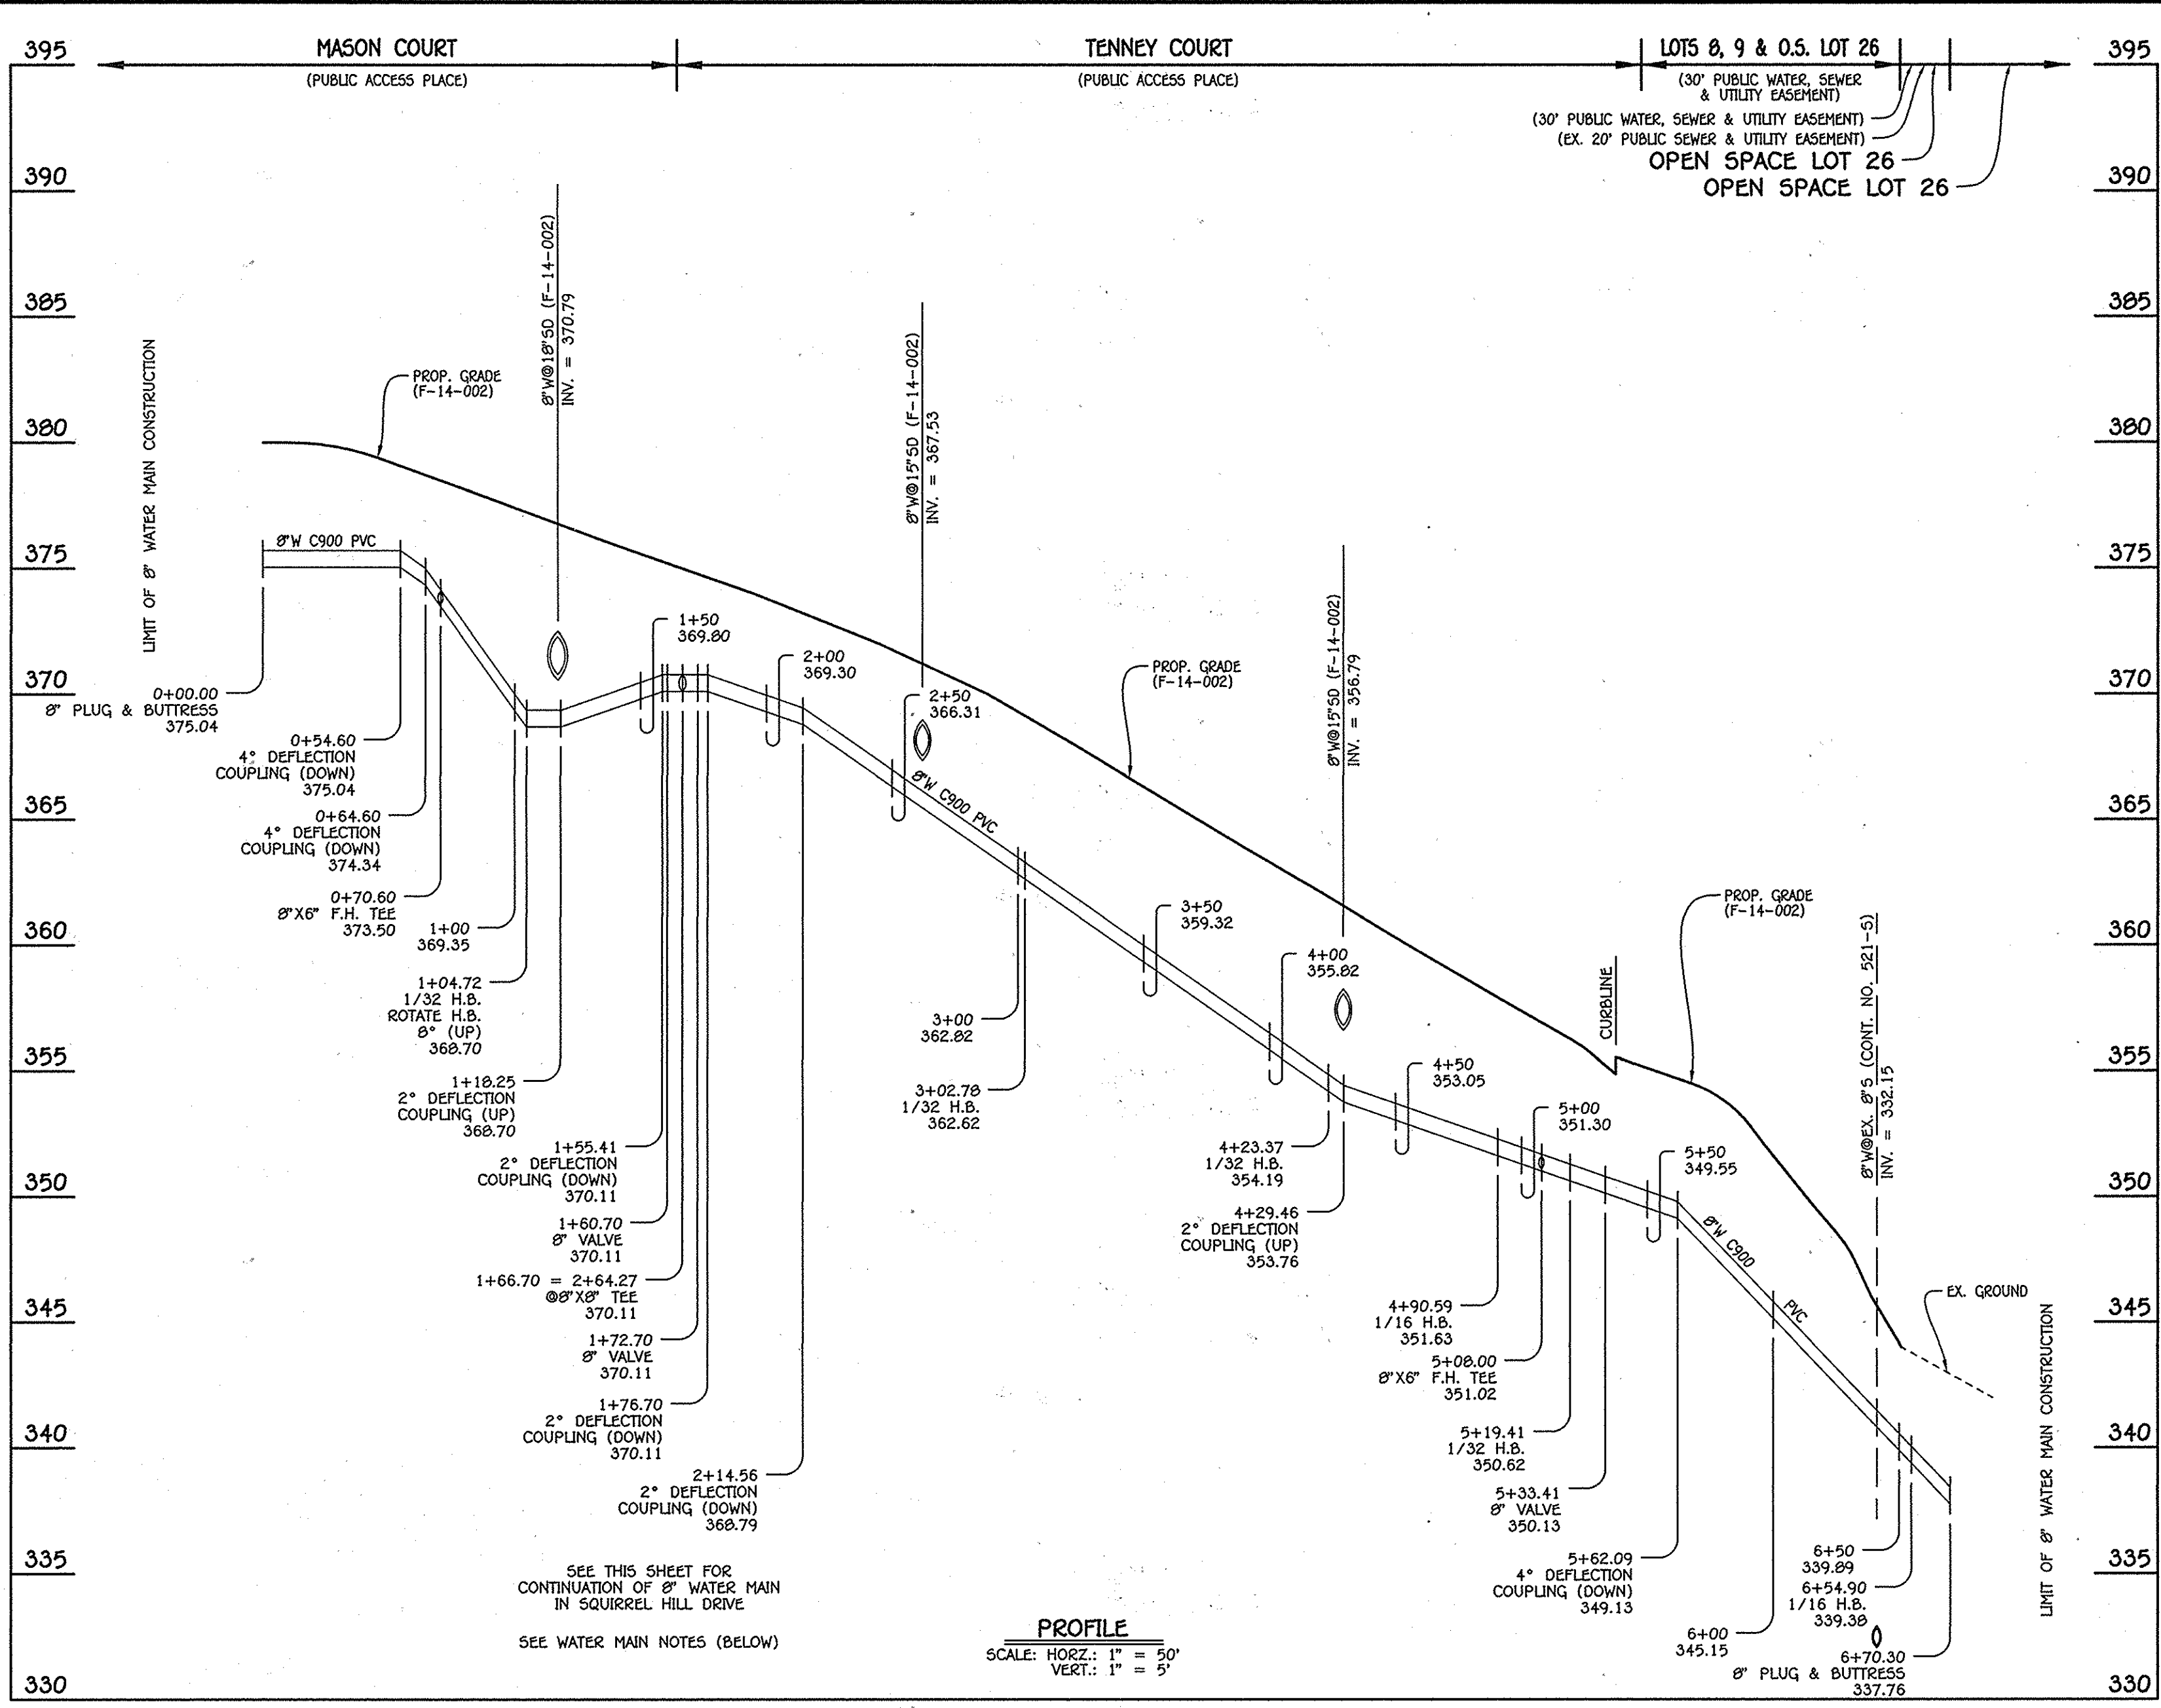 MASON COURT
(PUBLIC ACCESS PLACE)
TENNEY COURT
(PUBLIC ACCESS PLACE)
LOTS 8, 9 & O.S. LOT 26
(30' PUBLIC WATER, SEWER
& UTILITY EASEMENT)
(30' PUBLIC WATER, SEWER & UTILITY EASEMENT)
(EX. 20' PUBLIC SEWER & UTILITY EASEMENT)
OPEN SPACE LOT 26
OPEN SPACE LOT 26
395
390
385
380
375
370
365
360
355
350
345
340
335
330
395
390
385
380
375
370
365
360
355
350
345
340
335
330
LIMIT OF 8" WATER MAIN CONSTRUCTION
PROP. GRADE
(F-14-002)
8"W@18"SD (F-14-002)
INV. = 370.79
8"W@15"SD (F-14-002)
INV. = 367.53
8"W@15"SD (F-14-002)
INV. = 356.79
PROP. GRADE
(F-14-002)
PROP. GRADE
(F-14-002)
CURBLINE
8"W@EX. 8"S (CONT. NO. 521-S)
INV. = 332.15
EX. GROUND
LIMIT OF 8" WATER MAIN CONSTRUCTION
8"W C900 PVC
8"W C900 PVC
8"W C900
PVC
0+00.00
8" PLUG & BUTTRESS
375.04
0+54.60
4° DEFLECTION
COUPLING (DOWN)
375.04
0+64.60
4° DEFLECTION
COUPLING (DOWN)
374.34
0+70.60
8"X6" F.H. TEE
373.50
1+00
369.35
1+04.72
1/32 H.B.
ROTATE H.B.
8° (UP)
368.70
1+18.25
2° DEFLECTION
COUPLING (UP)
368.70
1+50
369.80
1+55.41
2° DEFLECTION
COUPLING (DOWN)
370.11
1+60.70
8" VALVE
370.11
1+66.70 = 2+64.27
@8"X8" TEE
370.11
1+72.70
8" VALVE
370.11
1+76.70
2° DEFLECTION
COUPLING (DOWN)
370.11
2+00
369.30
2+14.56
2° DEFLECTION
COUPLING (DOWN)
368.79
2+50
366.31
3+00
362.82
3+02.78
1/32 H.B.
362.62
3+50
359.32
4+00
355.82
4+23.37
1/32 H.B.
354.19
4+29.46
2° DEFLECTION
COUPLING (UP)
353.76
4+50
353.05
4+90.59
1/16 H.B.
351.63
5+00
351.30
5+08.00
8"X6" F.H. TEE
351.02
5+19.41
1/32 H.B.
350.62
5+33.41
8" VALVE
350.13
5+50
349.55
5+62.09
4° DEFLECTION
COUPLING (DOWN)
349.13
6+00
345.15
6+50
339.89
6+54.90
1/16 H.B.
339.38
6+70.30
8" PLUG & BUTTRESS
337.76
SEE THIS SHEET FOR
CONTINUATION OF 8" WATER MAIN
IN SQUIRREL HILL DRIVE
SEE WATER MAIN NOTES (BELOW)
PROFILE
SCALE: HORZ.: 1" = 50'
VERT.: 1" = 5'